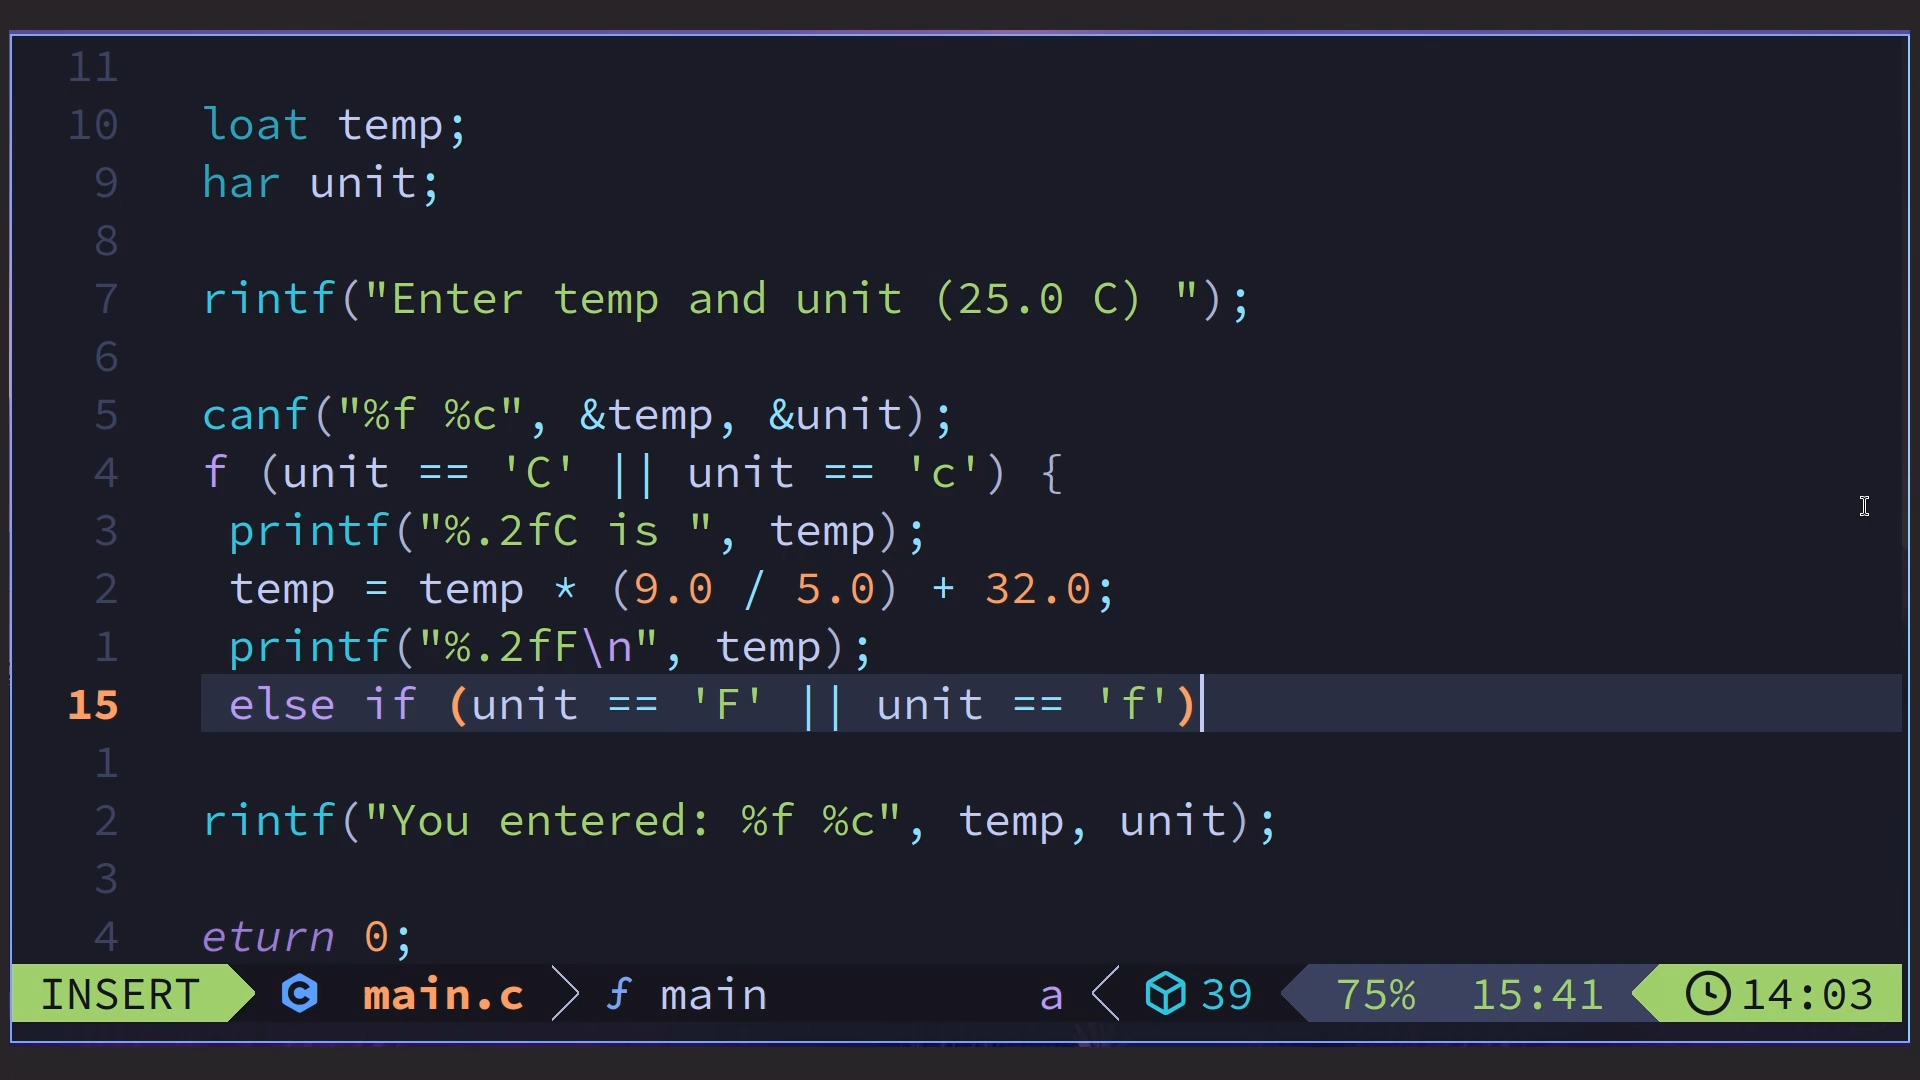 11
10 loat temp;
9 har unit;
8
7 rintf("Enter temp and unit (25.0 C) ");
6
5 canf("%f %c", &temp, &unit);
4 f (unit == 'C' || unit == 'c') {
3 printf("%.2fC is ", temp);
2 temp = temp * (9.0 / 5.0) + 32.0;
1 printf("%.2fF\n", temp);
15 else if (unit == 'F' || unit == 'f')
1
2 rintf("You entered: %f %c", temp, unit);
3
4 eturn 0;
INSERT main.c f main a 39 75% 15:41 14:03